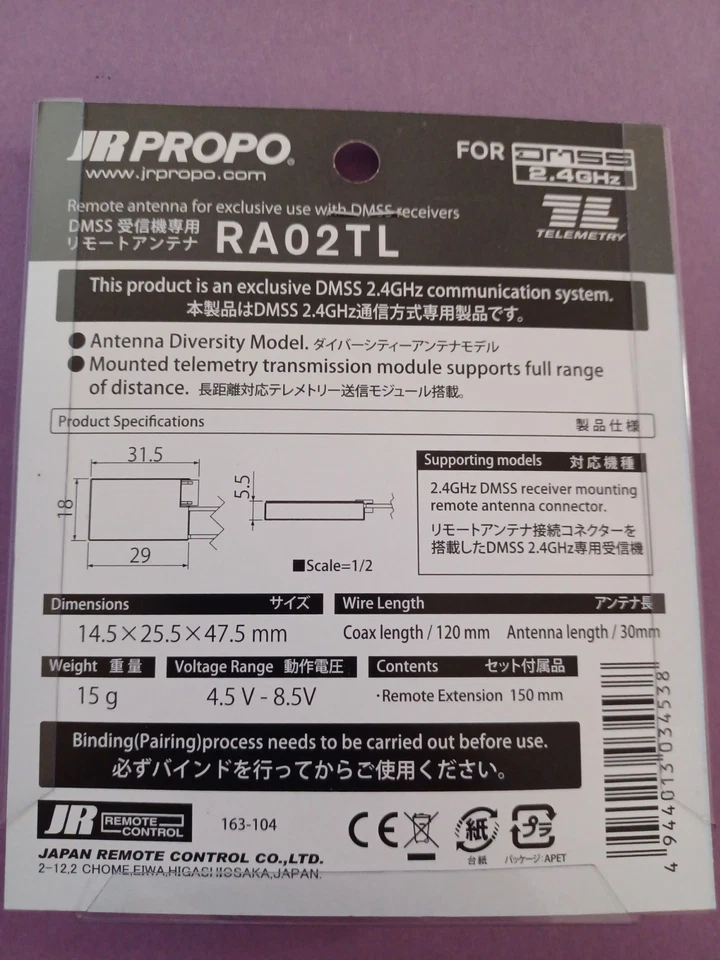 JR PROPO®
www.jrpropo.com
FOR DMSS
2.4GHz
TL
TELEMETRY
Remote antenna for exclusive use with DMSS receivers
DMSS 受信機専用
リモートアンテナ
RA02TL
This product is an exclusive DMSS 2.4GHz communication system.
本製品はDMSS 2.4GHz通信方式専用製品です。
● Antenna Diversity Model. ダイバーシティーアンテナモデル
● Mounted telemetry transmission module supports full range
of distance. 長距離対応テレメトリー送信モジュール搭載。
Product Specifications 製品仕様
31.5
18
29
5.5
■Scale=1/2
Supporting models 対応機種
2.4GHz DMSS receiver mounting
remote antenna connector.
リモートアンテナ接続コネクターを
搭載したDMSS 2.4GHz専用受信機
Dimensions サイズ
14.5×25.5×47.5 mm
Wire Length アンテナ長
Coax length / 120 mm Antenna length / 30mm
Weight 重量
15 g
Voltage Range 動作電圧
4.5 V - 8.5V
Contents セット付属品
・Remote Extension 150 mm
Binding(Pairing)process needs to be carried out before use.
必ずバインドを行ってからご使用ください。
4 944013 034538
JR REMOTE
CONTROL
163-104
CE
紙
台紙
プラ
パッケージ: APET
JAPAN REMOTE CONTROL CO.,LTD.
2-12,2 CHOME,EIWA,HIGASHIOSAKA,JAPAN.